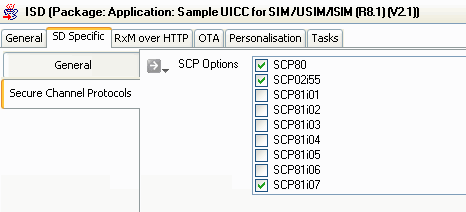 ISD (Package: Application: Sample UICC for SIM/USIM/ISIM (R8.1) (V2.1))
General SD Specific RxM over HTTP OTA Personalisation Tasks
General
Secure Channel Protocols
SCP Options
SCP80
SCP02i55
SCP81i01
SCP81i02
SCP81i03
SCP81i04
SCP81i05
SCP81i06
SCP81i07